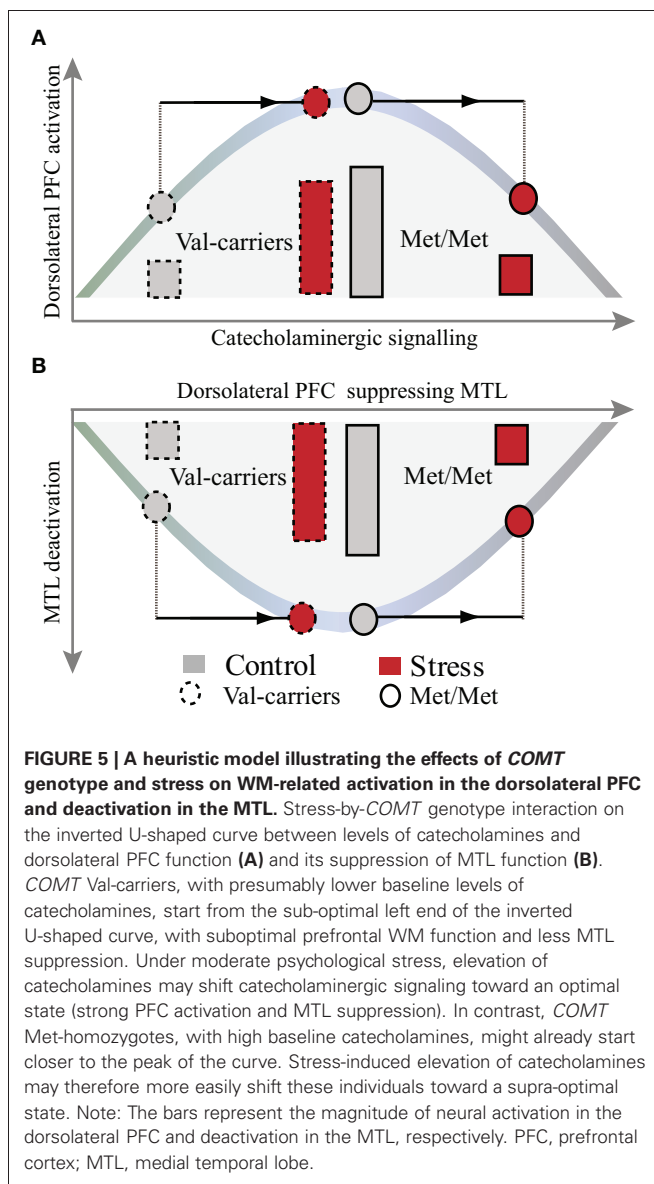 A
Dorsolateral PFC activation
Val-carriers
Met/Met
Catecholaminergic signalling
B
Dorsolateral PFC suppressing MTL
Val-carriers
Met/Met
MTL deactivation
Control
Stress
Val-carriers
Met/Met
FIGURE 5 | A heuristic model illustrating the effects of COMT
genotype and stress on WM-related activation in the dorsolateral PFC
and deactivation in the MTL. Stress-by-COMT genotype interaction on
the inverted U-shaped curve between levels of catecholamines and
dorsolateral PFC function (A) and its suppression of MTL function (B).
COMT Val-carriers, with presumably lower baseline levels of
catecholamines, start from the sub-optimal left end of the inverted
U-shaped curve, with suboptimal prefrontal WM function and less MTL
suppression. Under moderate psychological stress, elevation of
catecholamines may shift catecholaminergic signaling toward an optimal
state (strong PFC activation and MTL suppression). In contrast, COMT
Met-homozygotes, with high baseline catecholamines, might already start
closer to the peak of the curve. Stress-induced elevation of catecholamines
may therefore more easily shift these individuals toward a supra-optimal
state. Note: The bars represent the magnitude of neural activation in the
dorsolateral PFC and deactivation in the MTL, respectively. PFC, prefrontal
cortex; MTL, medial temporal lobe.